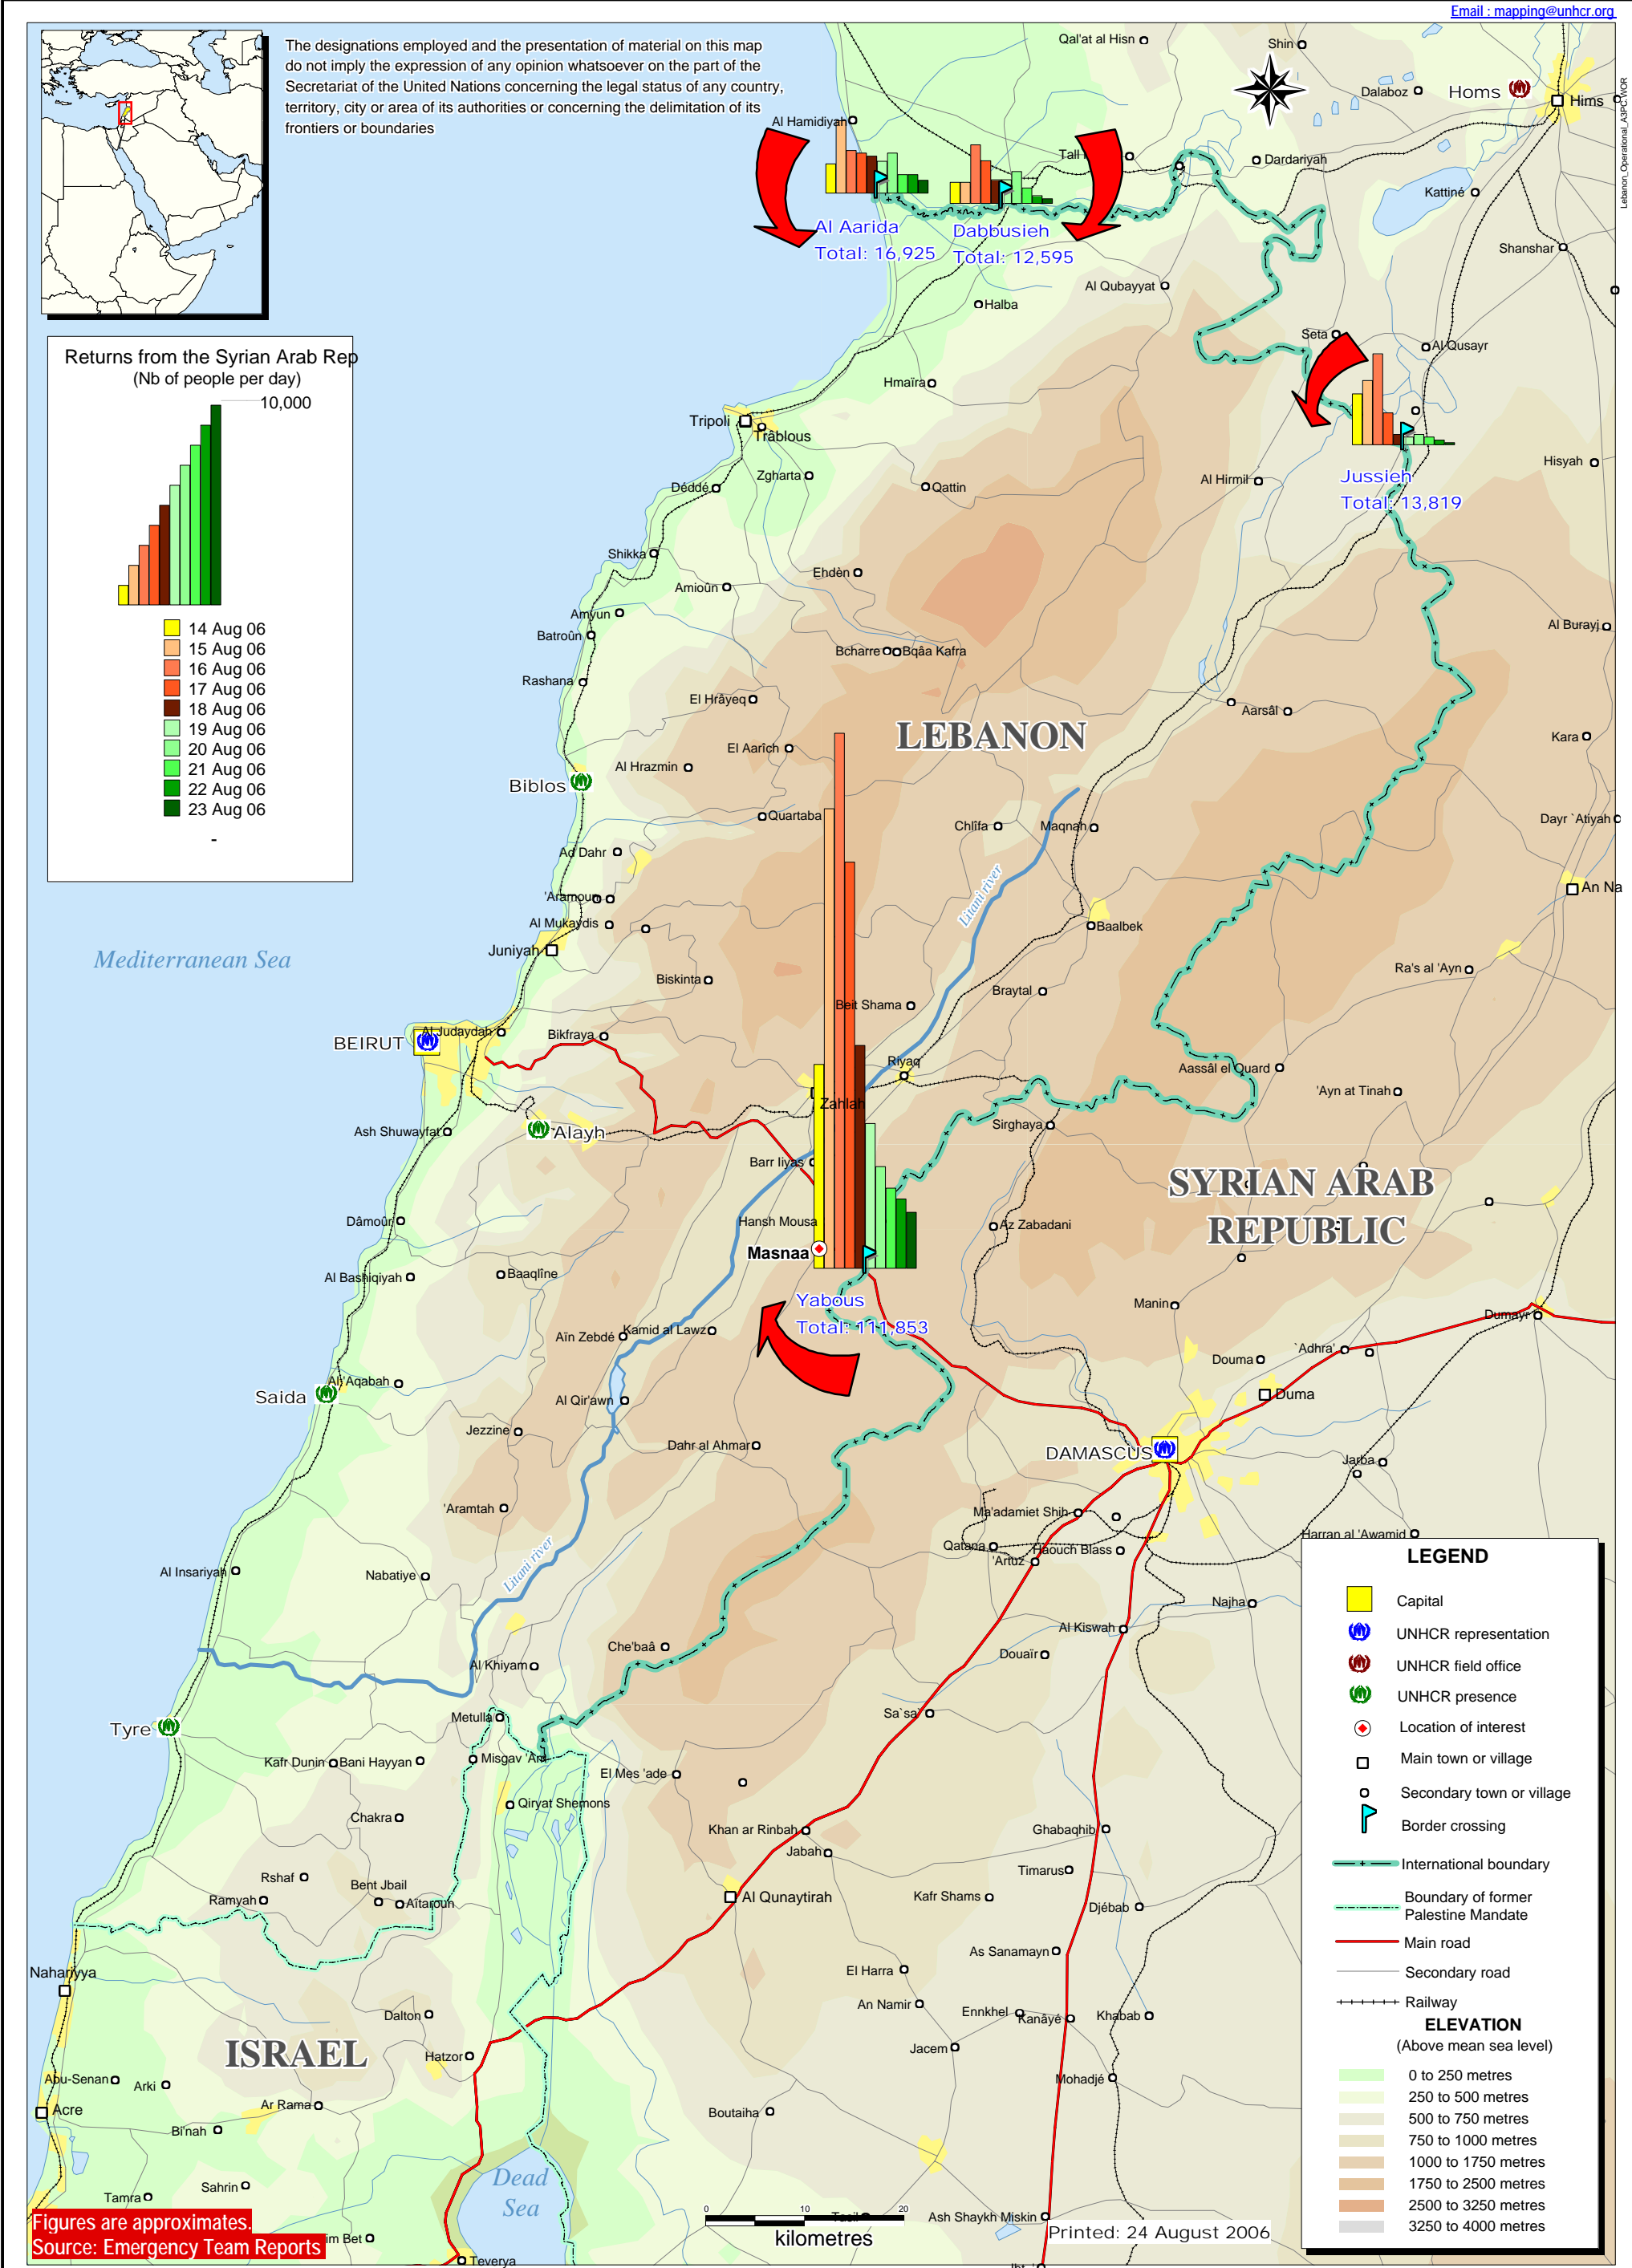 Email : mapping@unhcr.org
The designations employed and the presentation of material on this map
do not imply the expression of any opinion whatsoever on the part of the
Secretariat of the United Nations concerning the legal status of any country,
territory, city or area of its authorities or concerning the delimitation of its
frontiers or boundaries
Lebanon_Operational_A3PC.WOR
Qal'at al Hisn
Shin
Dalaboz
Homs
Hims
Al Hamidiyah
Dardariyah
Kattiné
Al Aarida
Total: 16,925
Dabbusieh
Total: 12,595
Shanshar
Al Qubayyat
Halba
Seta
Al Qusayr
Returns from the Syrian Arab Rep
(Nb of people per day)
10,000
14 Aug 06
15 Aug 06
16 Aug 06
17 Aug 06
18 Aug 06
19 Aug 06
20 Aug 06
21 Aug 06
22 Aug 06
23 Aug 06
-
Hmaïra
Tripoli
Trâblous
Zgharta
Déddé
Qattin
Al Hirmil
Hisyah
Jussieh
Total: 13,819
Shikka
Ehdèn
Amioûn
Amyun
Batroûn
Al Burayj
Bcharre
Bqâa Kafra
Rashana
El Hrâyeq
Aarsâl
LEBANON
El Aarîch
Kara
Al Hrazmin
Biblos
Quartaba
Chlîfa
Maqnah
Dayr `Atiyah
Ad Dahr
Litani river
An Na
'Aramoun
Al Mukaydis
Baalbek
Juniyah
Mediterranean Sea
Biskinta
Ra's al 'Ayn
Braytal
Beit Shama
Al Judaydah
BEIRUT
Bikfraya
Riyaq
Aassâl el Ouard
'Ayn at Tinah
Zahlah
Alayh
Ash Shuwayfat
Sirghaya
Barr Iiyas
SYRIAN ARAB
REPUBLIC
Dâmoûr
Hansh Mousa
Az Zabadani
Masnaa
Al Bashiqiyah
Baaqlîne
Yabous
Total: 111,853
Manin
Dumayr
Aïn Zebdé
Kamid al Lawz
`Adhra'
Douma
Al 'Aqabah
Saida
Duma
Al Qir'awn
Jezzine
Dahr al Ahmar
DAMASCUS
Jarba
'Aramtah
Ma'adamiet Shih
Harran al 'Awamid
Qatana
'Artuz
Haouch Blass
Litani river
Al Insariyah
Nabatiye
Najha
Al Kiswah
Che'baâ
Douaïr
Al Khiyam
Metulla
Sa`sa'
Tyre
Kafr Dunin
Bani Hayyan
Misgav 'Am
El Mes 'ade
Qiryat Shemons
Chakra
Khan ar Rinbah
Ghabaqhib
Jabah
Timarus
Rshaf
Bent Jbail
Ramyah
Aïtaroun
Al Qunaytirah
Kafr Shams
Djébab
As Sanamayn
El Harra
Nahariyya
An Namir
Ennkhel
Kanâyé
Khabab
Dalton
ISRAEL
Jacem
Hatzor
Mohadjé
Abu-Senan
Arki
Ar Rama
Acre
Boutaiha
Bi'nah
Dead
Sea
Sahrin
Tamra
0 10 20
kilometres
Ash Shaykh Miskin
Printed: 24 August 2006
Figures are approximates.
Source: Emergency Team Reports
im Bet
Teverya
LEGEND
Capital
UNHCR representation
UNHCR field office
UNHCR presence
Location of interest
Main town or village
Secondary town or village
Border crossing
International boundary
Boundary of former
Palestine Mandate
Main road
Secondary road
Railway
ELEVATION
(Above mean sea level)
0 to 250 metres
250 to 500 metres
500 to 750 metres
750 to 1000 metres
1000 to 1750 metres
1750 to 2500 metres
2500 to 3250 metres
3250 to 4000 metres